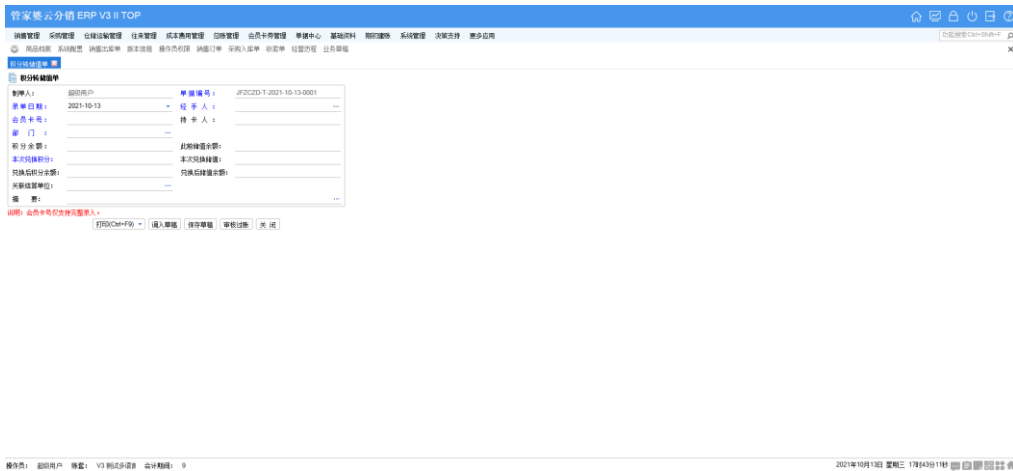 管家婆云分销 ERP V3 II TOP
销售管理 采购管理 仓储运输管理 往来管理 成本费用管理 总账管理 会员卡券管理 单据中心 基础资料 期初建账 系统管理 决策支持 更多应用 功能搜索Ctrl+Shift+F
商品档案 系统配置 销售出库单 版本信息 操作员权限 销售订单 采购入库单 收款单 经营历程 业务草稿
积分转储值单
积分转储值单
制单人: 超级用户 单据编号: JFZCZD-T-2021-10-13-0001
录单日期: 2021-10-13 经手人:
会员卡号: 持卡人:
部门:
积分余额: 此前储值余额:
本次兑换积分: 本次兑换储值:
兑换后积分余额: 兑换后储值余额:
关联结算单位:
摘要:
说明:会员卡号仅支持完整录入。
打印(Ctrl+F9) 调入草稿 保存草稿 审核过账 关闭
操作员: 超级用户 账套: V3测试多语言 会计期间: 9 2021年10月13日 星期三 17时43分11秒